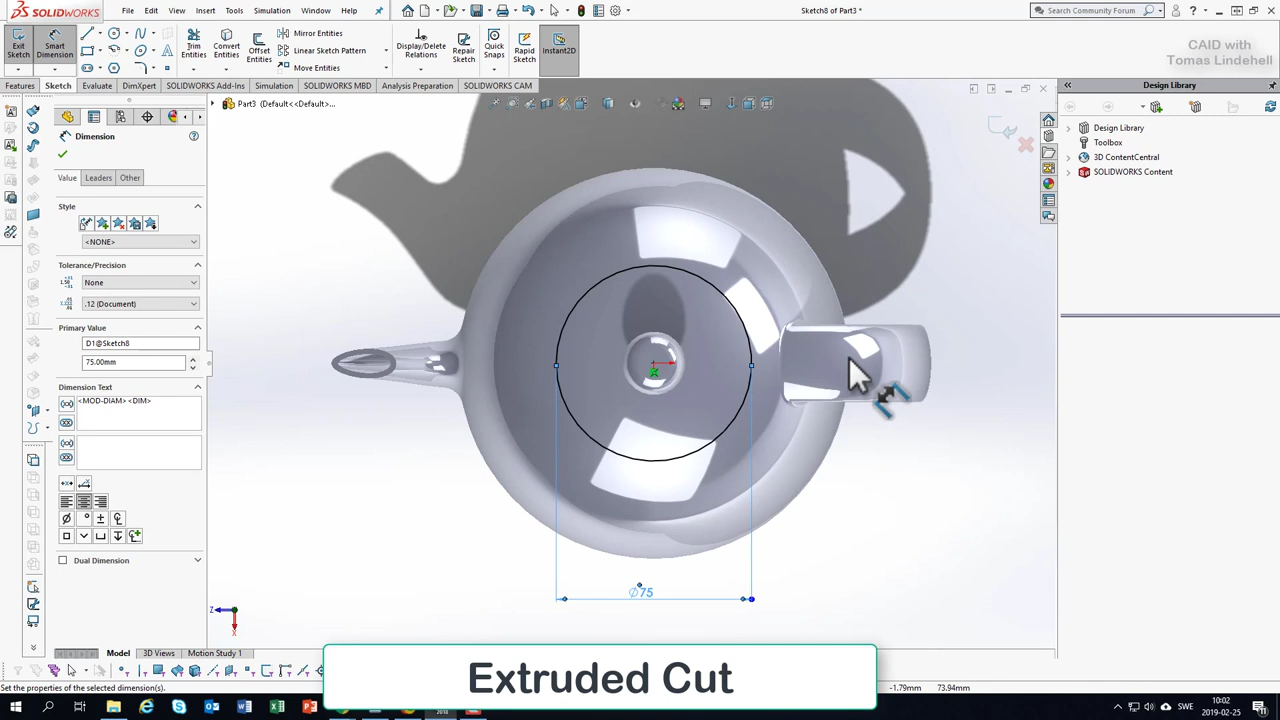 SOLIDWORKS
File
Edit
View
Insert
Tools
Simulation
Window
Help
Sketch8 of Part3 *
Search Community Forum
CAID with
Tomas Lindehell
Exit
Sketch
Smart
Dimension
Trim
Entities
Convert
Entities
Offset
Entities
Mirror Entities
Linear Sketch Pattern
Move Entities
Display/Delete
Relations
Repair
Sketch
Quick
Snaps
Rapid
Sketch
Instant2D
Features
Sketch
Evaluate
DimXpert
SOLIDWORKS Add-Ins
Simulation
SOLIDWORKS MBD
Analysis Preparation
SOLIDWORKS CAM
Design Library
Part3 (Default<<Default>...
Dimension
Value
Leaders
Other
Style
<NONE>
Tolerance/Precision
None
.12 (Document)
Primary Value
D1@Sketch8
75.00mm
Dimension Text
<MOD-DIAM><DIM>
Dual Dimension
Design Library
Toolbox
3D ContentCentral
SOLIDWORKS Content
∅75
Z
X
Model
3D Views
Motion Study 1
Extruded Cut
Set the properties of the selected dimension(s).
-1.79mm
73.94mm
SWE
10:02
2019-02-25